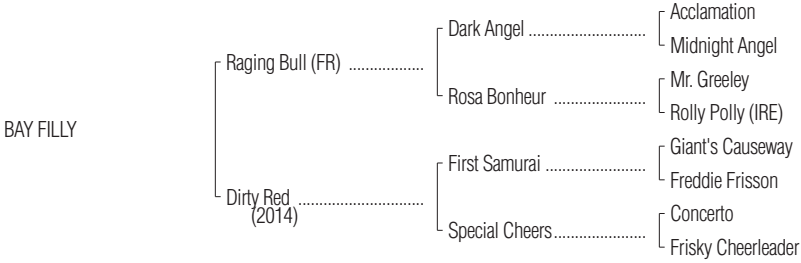 Acclamation
Dark Angel ............................
Midnight Angel
Raging Bull (FR) ..................
Mr. Greeley
Rosa Bonheur ......................
Rolly Polly (IRE)
BAY FILLY
Giant's Causeway
First Samurai ........................
Freddie Frisson
Dirty Red ..............................
(2014)
Concerto
Special Cheers......................
Frisky Cheerleader